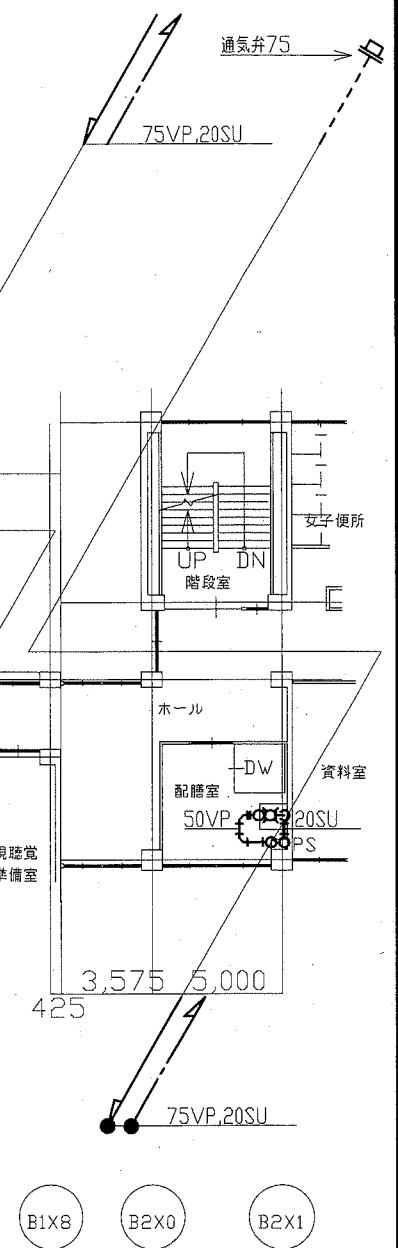 通気弁75
75VP,20SU
女子便所
UP DN
階段室
ホール
DW
資料室
配膳室
50VP 20SU
PS
視聴覚
準備室
3,575 5,000
425
75VP,20SU
B1X8 B2X0 B2X1